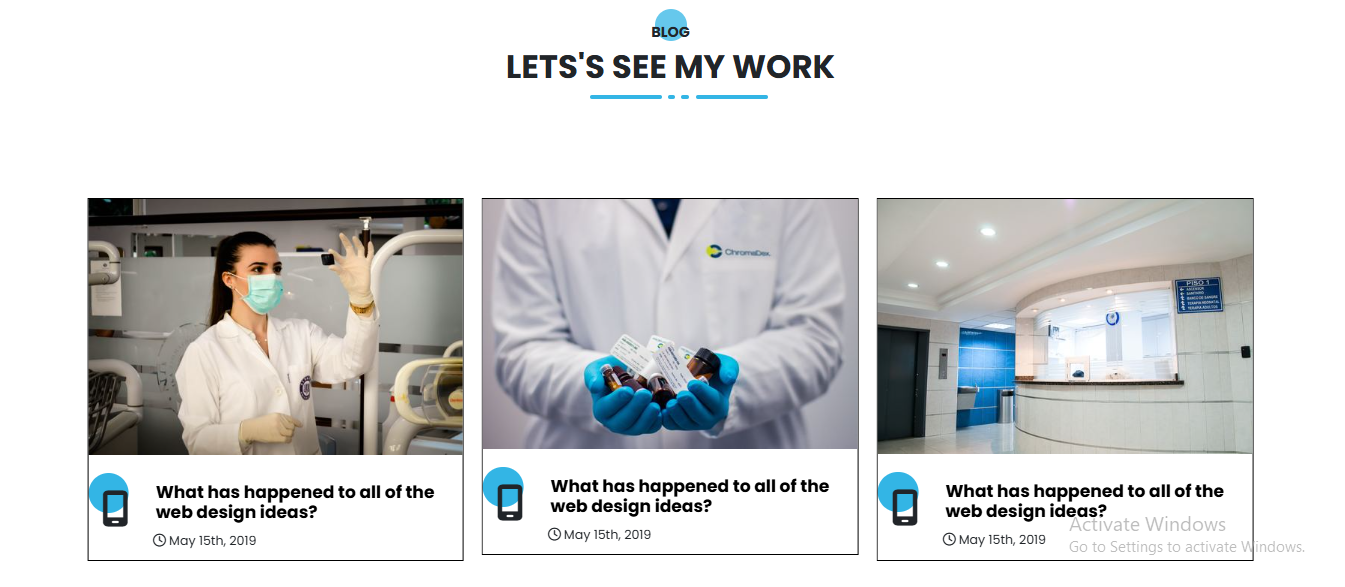 BLOG
LETS'S SEE MY WORK
ChromaDex.
PISO 1
What has happened to all of the
web design ideas?
May 15th, 2019
What has happened to all of the
web design ideas?
May 15th, 2019
What has happened to all of the
web design ideas?
May 15th, 2019
Activate Windows
Go to Settings to activate Windows.